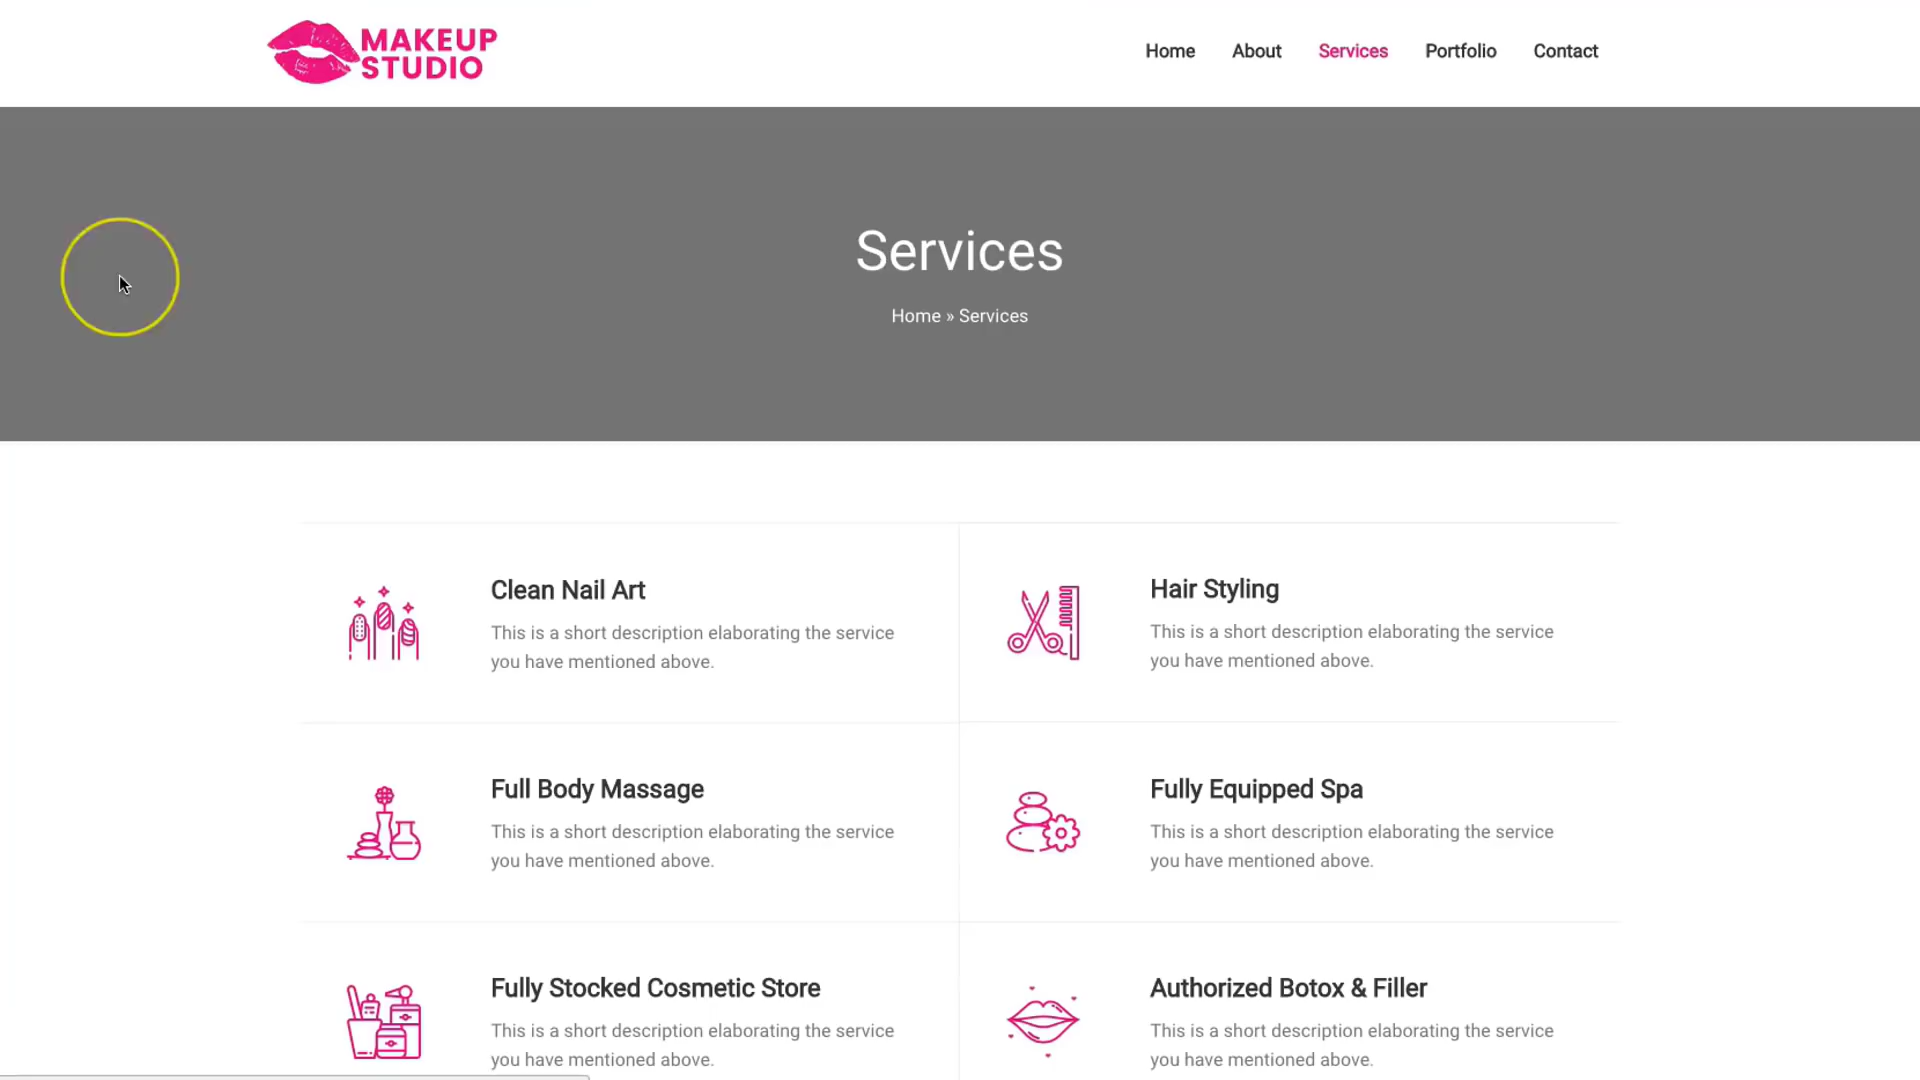 MAKEUP
STUDIO
Home About Services Portfolio Contact
Services
Home » Services
Clean Nail Art
This is a short description elaborating the service
you have mentioned above.
Hair Styling
This is a short description elaborating the service
you have mentioned above.
Full Body Massage
This is a short description elaborating the service
you have mentioned above.
Fully Equipped Spa
This is a short description elaborating the service
you have mentioned above.
Fully Stocked Cosmetic Store
This is a short description elaborating the service
you have mentioned above.
Authorized Botox & Filler
This is a short description elaborating the service
you have mentioned above.